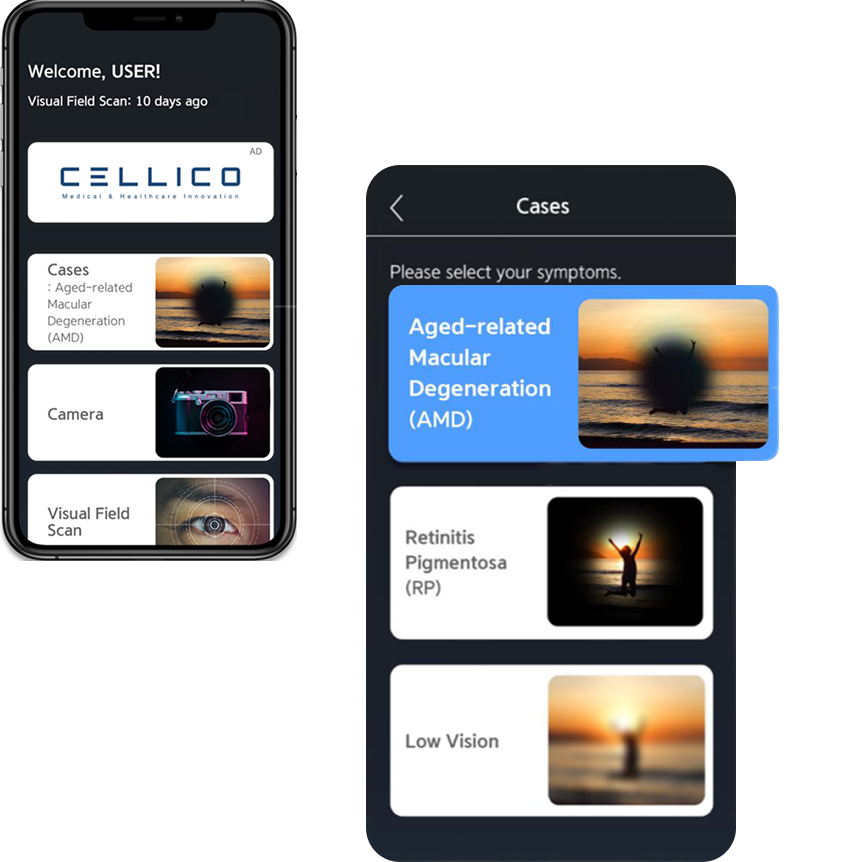 Welcome, USER!
Visual Field Scan: 10 days ago
AD
CELLICO
Medical & Healthcare Innovation
Cases
: Aged-related
Macular
Degeneration
(AMD)
Camera
Visual Field
Scan
Cases
Please select your symptoms.
Aged-related
Macular
Degeneration
(AMD)
Retinitis
Pigmentosa
(RP)
Low Vision